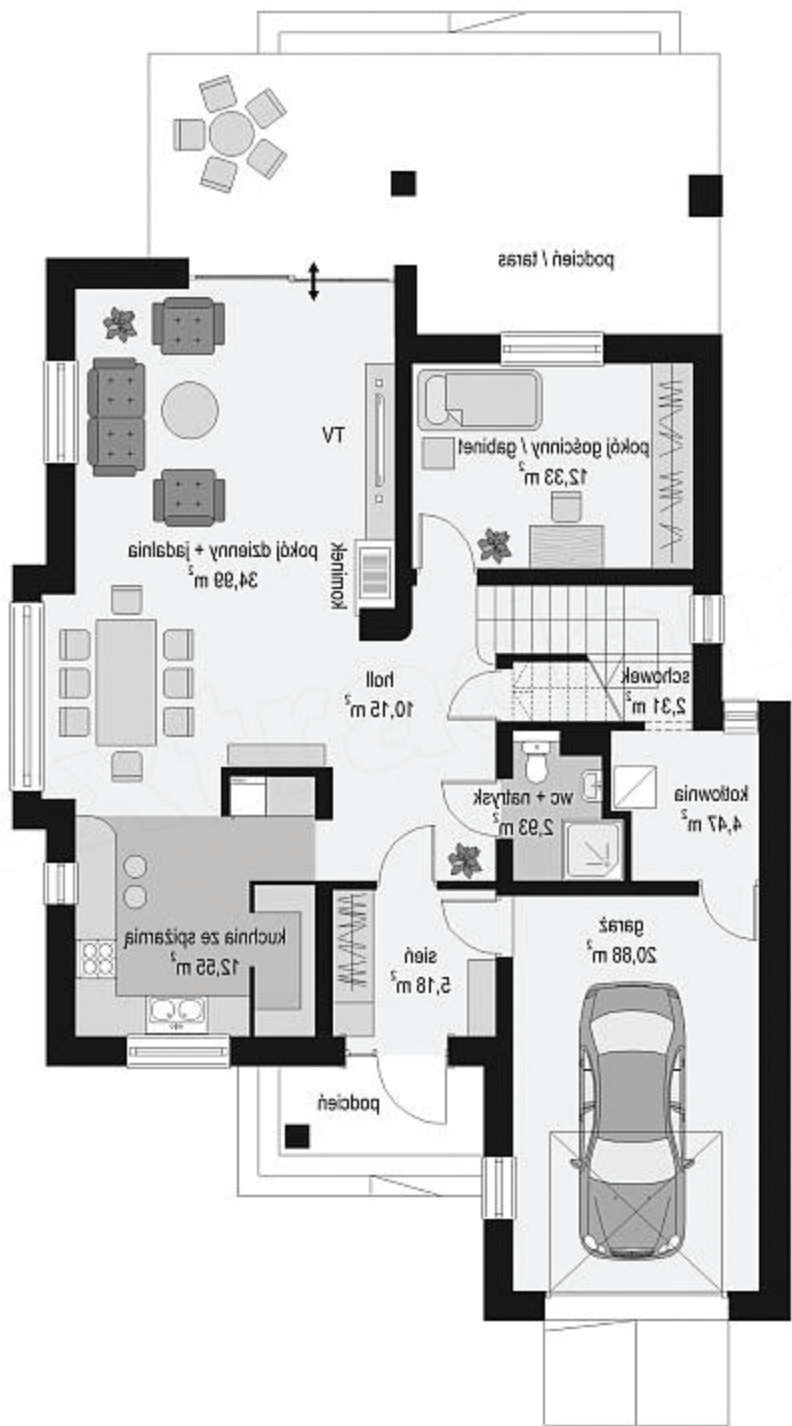 podcień / taras
TV
pokój gościnny / gabinet
12,33 m²
pokój dzienny + jadalnia
34,99 m²
kominek
holl
10,15 m²
schowek
2,31 m²
wc + natrysk
2,93 m²
kotłownia
4,47 m²
kuchnia ze spiżarnią
12,55 m²
sień
5,18 m²
garaż
20,88 m²
podcień